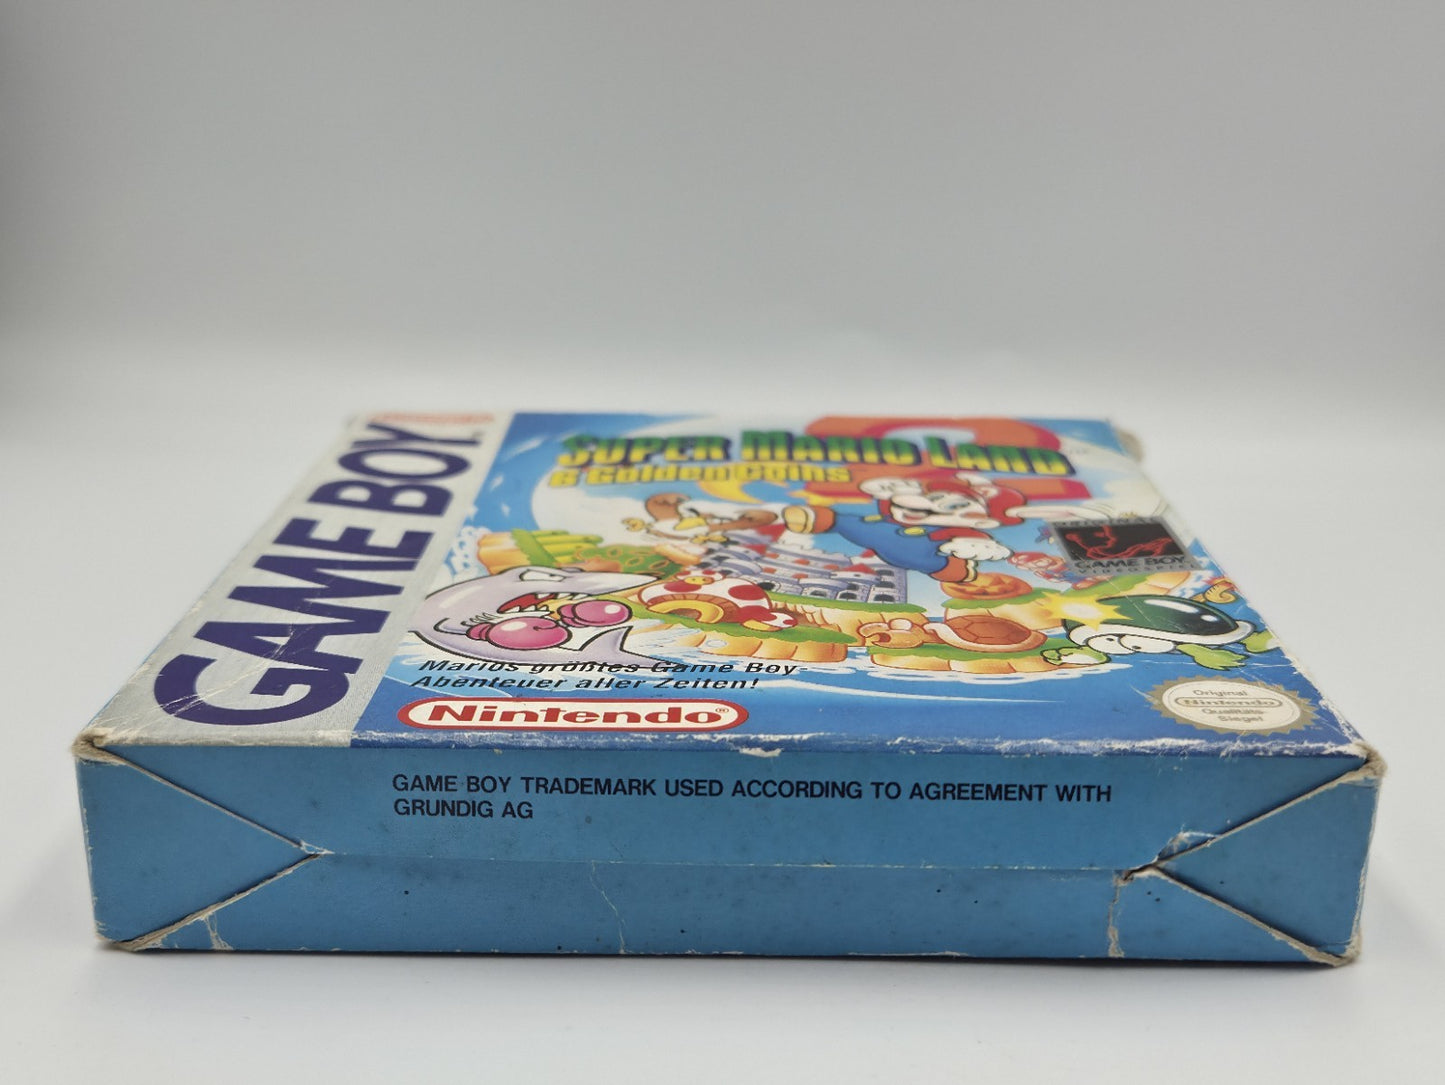 GAME BOY
SUPER MARIO LAND 2
6 Golden Coins
GAME BOY
Marios größtes Game Boy-
Abenteuer aller Zeiten!
Nintendo®
Original
Nintendo
Qualitäts
Siegel
GAME BOY TRADEMARK USED ACCORDING TO AGREEMENT WITH
GRUNDIG AG